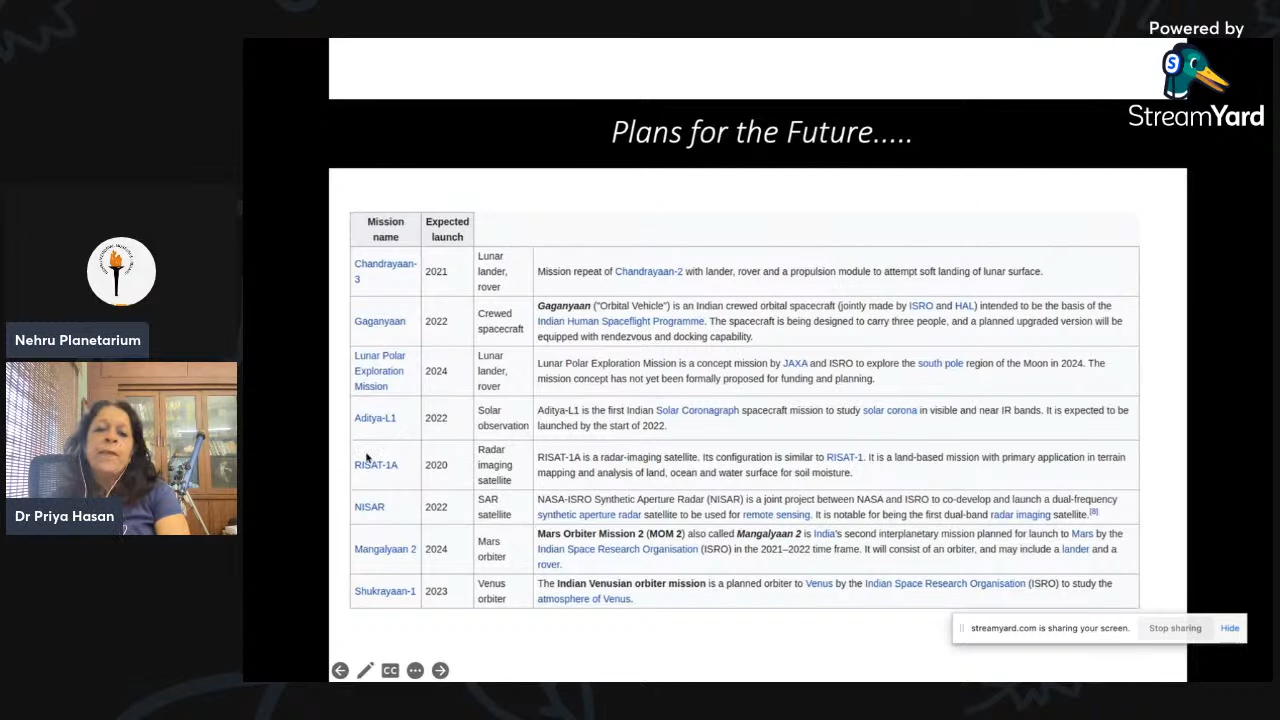 Powered by
S
StreamYard
Plans for the Future.....
Mission name
Expected launch
Chandrayaan-3
2021
Lunar lander, rover
Mission repeat of Chandrayaan-2 with lander, rover and a propulsion module to attempt soft landing of lunar surface.
Gaganyaan
2022
Crewed spacecraft
Gaganyaan ("Orbital Vehicle") is an Indian crewed orbital spacecraft (jointly made by ISRO and HAL) intended to be the basis of the
Indian Human Spaceflight Programme. The spacecraft is being designed to carry three people, and a planned upgraded version will be
equipped with rendezvous and docking capability.
Lunar Polar Exploration Mission
2024
Lunar lander, rover
Lunar Polar Exploration Mission is a concept mission by JAXA and ISRO to explore the south pole region of the Moon in 2024. The
mission concept has not yet been formally proposed for funding and planning.
Aditya-L1
2022
Solar observation
Aditya-L1 is the first Indian Solar Coronagraph spacecraft mission to study solar corona in visible and near IR bands. It is expected to be
launched by the start of 2022.
RISAT-1A
2020
Radar imaging satellite
RISAT-1A is a radar-imaging satellite. Its configuration is similar to RISAT-1. It is a land-based mission with primary application in terrain
mapping and analysis of land, ocean and water surface for soil moisture.
NISAR
2022
SAR satellite
NASA-ISRO Synthetic Aperture Radar (NISAR) is a joint project between NASA and ISRO to co-develop and launch a dual-frequency
synthetic aperture radar satellite to be used for remote sensing. It is notable for being the first dual-band radar imaging satellite.[8]
Mangalyaan 2
2024
Mars orbiter
Mars Orbiter Mission 2 (MOM 2) also called Mangalyaan 2 is India's second interplanetary mission planned for launch to Mars by the
Indian Space Research Organisation (ISRO) in the 2021–2022 time frame. It will consist of an orbiter, and may include a lander and a
rover.
Shukrayaan-1
2023
Venus orbiter
The Indian Venusian orbiter mission is a planned orbiter to Venus by the Indian Space Research Organisation (ISRO) to study the
atmosphere of Venus.
Nehru Planetarium
Dr Priya Hasan
streamyard.com is sharing your screen.
Stop sharing
Hide
CC